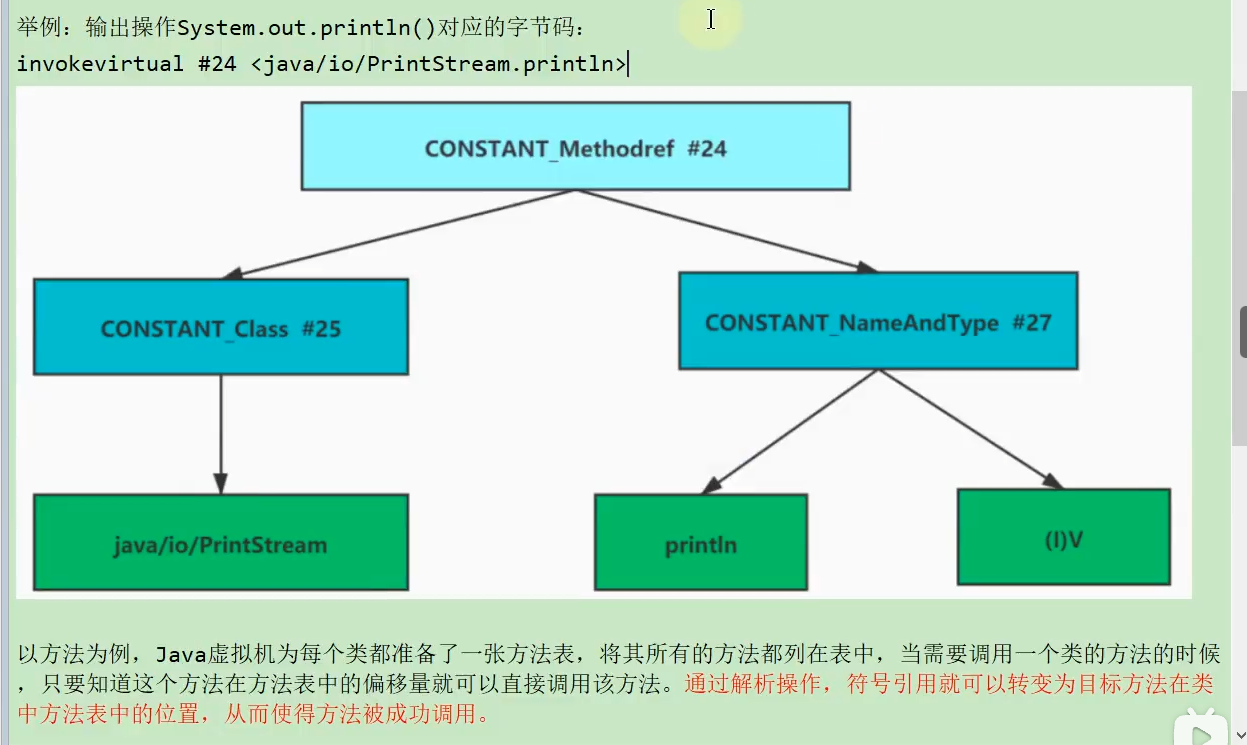 举例：输出操作System.out.println()对应的字节码：
invokevirtual #24 <java/io/PrintStream.println>
CONSTANT_Methodref #24
CONSTANT_Class #25
CONSTANT_NameAndType #27
java/io/PrintStream
println
(I)V
以方法为例，Java虚拟机为每个类都准备了一张方法表，将其所有的方法都列在表中，当需要调用一个类的方法的时候
，只要知道这个方法在方法表中的偏移量就可以直接调用该方法。通过解析操作，符号引用就可以转变为目标方法在类
中方法表中的位置，从而使得方法被成功调用。